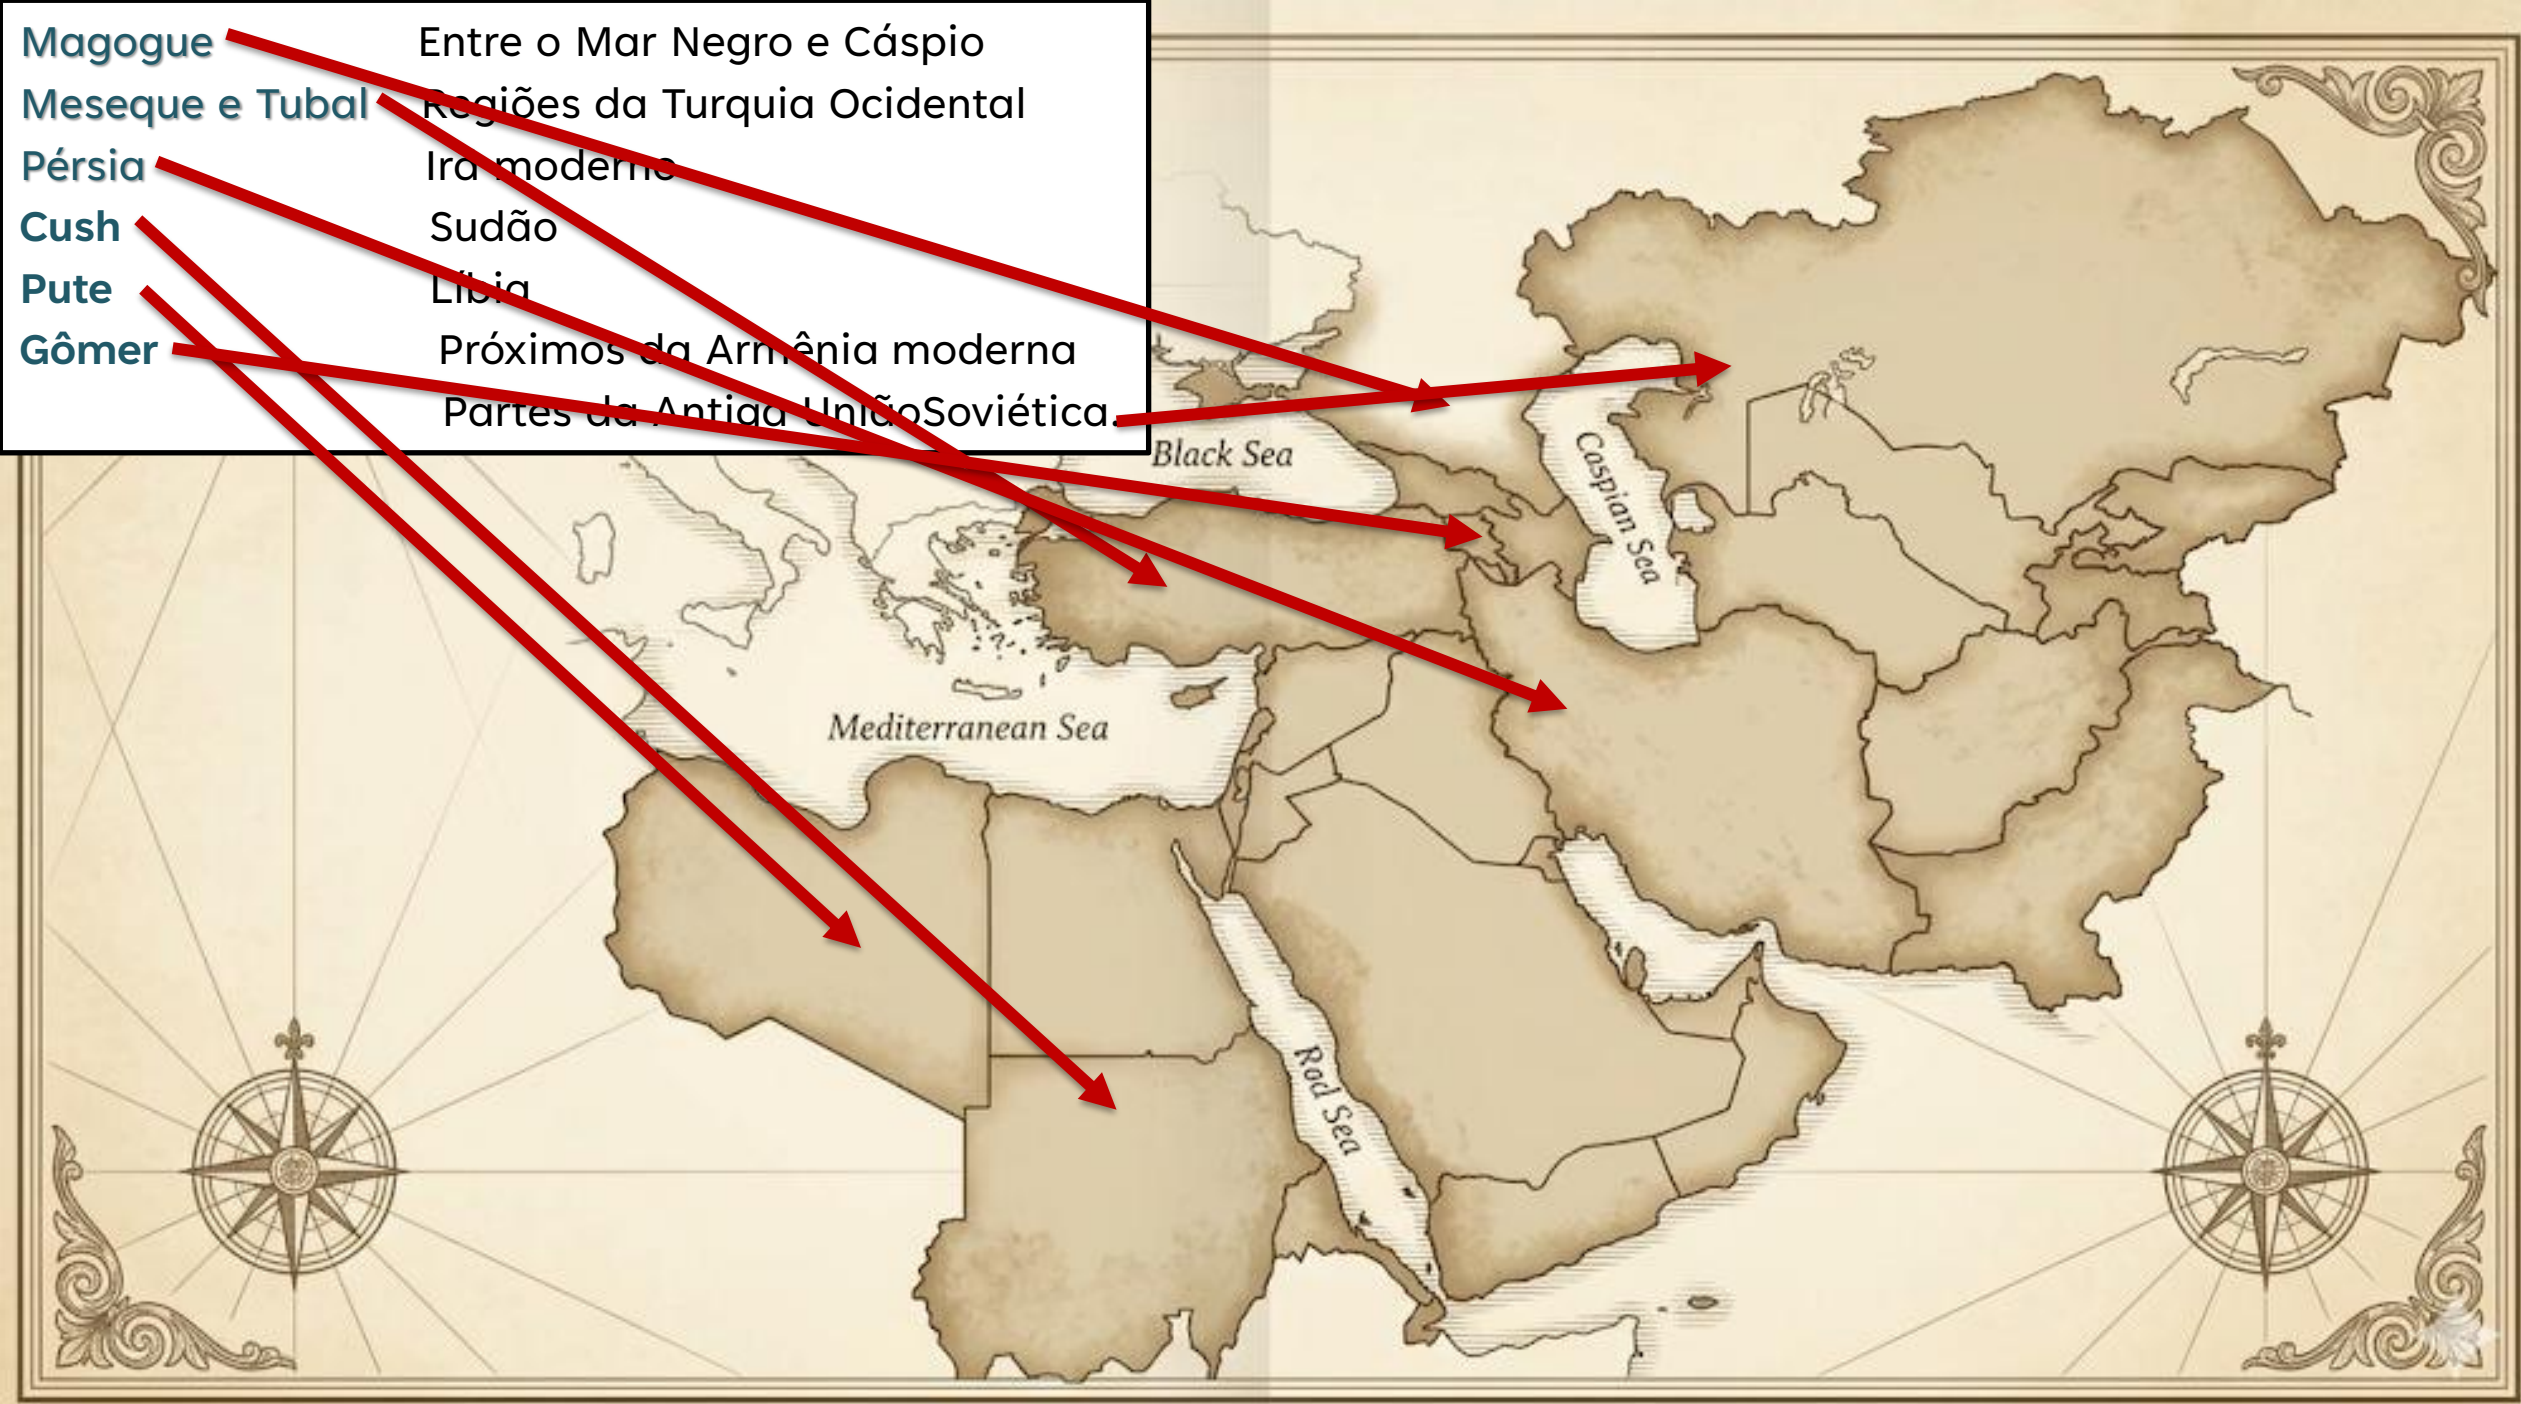 Magogue Entre o Mar Negro e Cáspio
Meseque e Tubal Regiões da Turquia Ocidental
Pérsia Irã moderno
Cush Sudão
Pute Líbia
Gômer Próximos da Armênia moderna
Partes da Antiga UniãoSoviética.
Black Sea
Caspian Sea
Mediterranean Sea
Rod Sea